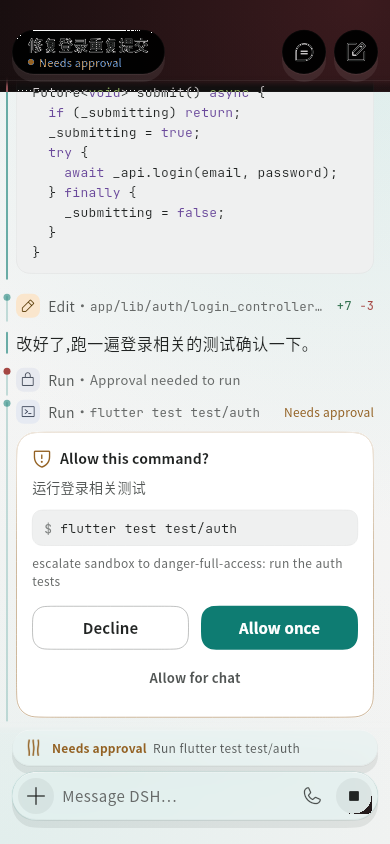 修复登录重复提交
Needs approval
Future<void> submit() async {
if (_submitting) return;
_submitting = true;
try {
await _api.login(email, password);
} finally {
_submitting = false;
}
}
Edit · app/lib/auth/login_controller… +7 -3
改好了,跑一遍登录相关的测试确认一下。
Run · Approval needed to run
Run · flutter test test/auth Needs approval
Allow this command?
运行登录相关测试
$ flutter test test/auth
escalate sandbox to danger-full-access: run the auth
tests
Decline Allow once
Allow for chat
Needs approval Run flutter test test/auth
Message DSH…